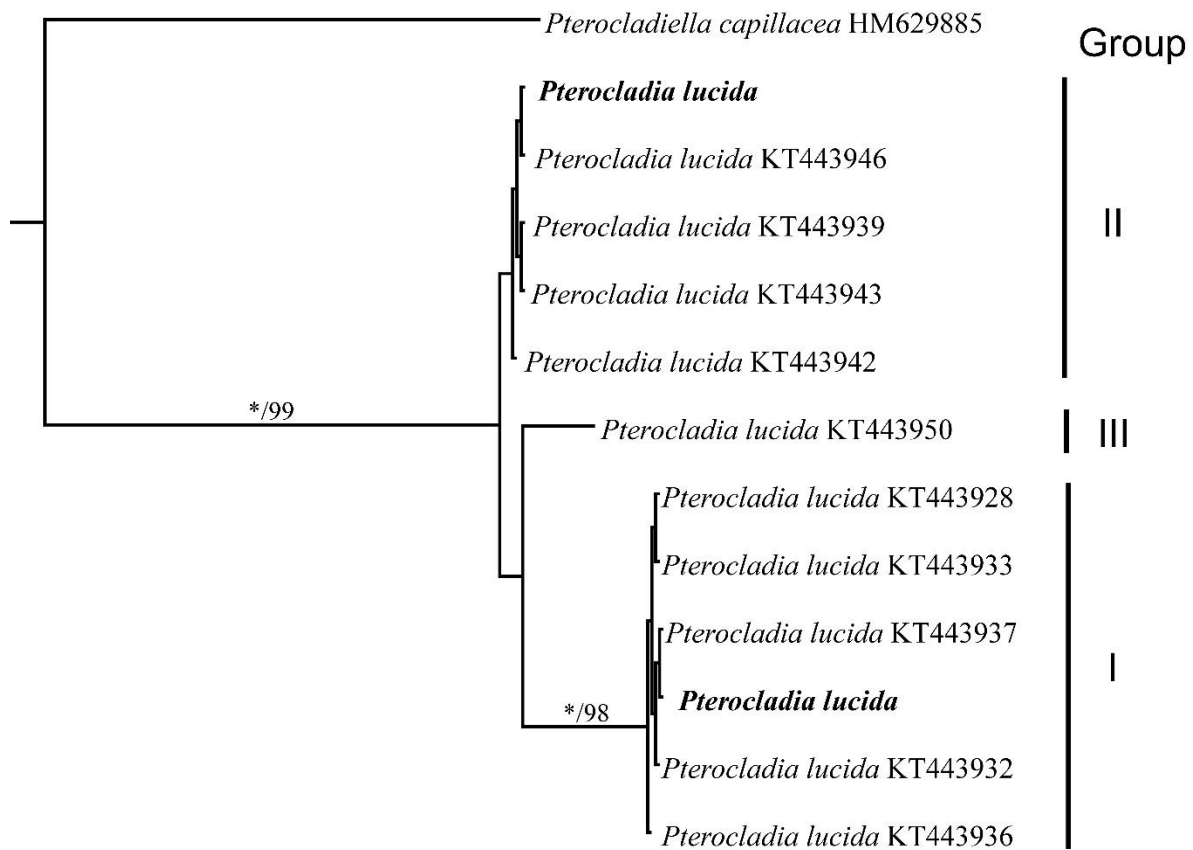 Pterocladiella capillacea HM629885
Group
Pterocladia lucida
Pterocladia lucida KT443946
Pterocladia lucida KT443939
II
Pterocladia lucida KT443943
Pterocladia lucida KT443942
*/99
Pterocladia lucida KT443950
III
Pterocladia lucida KT443928
Pterocladia lucida KT443933
Pterocladia lucida KT443937
I
Pterocladia lucida
*/98
Pterocladia lucida KT443932
Pterocladia lucida KT443936